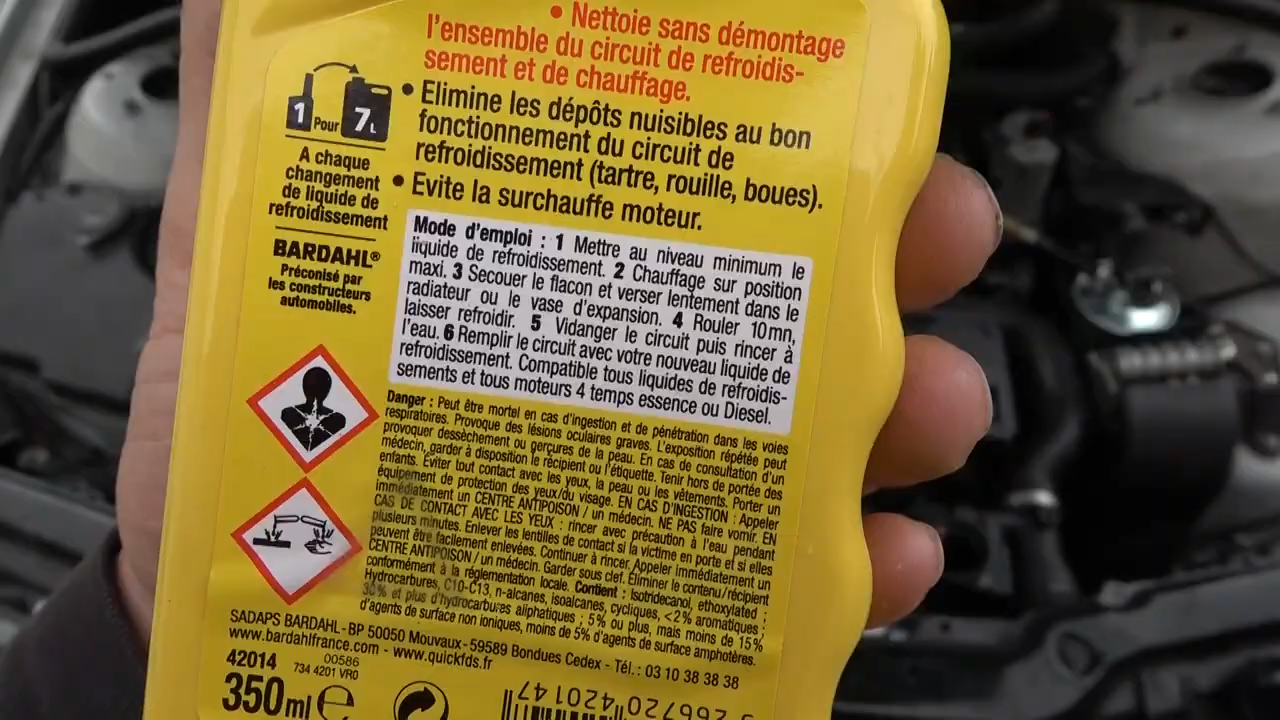 • Nettoie sans démontage
l'ensemble du circuit de refroidis-
sement et de chauffage.
• Elimine les dépôts nuisibles au bon
fonctionnement du circuit de
refroidissement (tartre, rouille, boues).
• Evite la surchauffe moteur.
1 Pour 7L
A chaque
changement
de liquide de
refroidissement
BARDAHL®
Préconisé par
les constructeurs
automobiles.
Mode d'emploi : 1 Mettre au niveau minimum le
liquide de refroidissement. 2 Chauffage sur position
maxi. 3 Secouer le flacon et verser lentement dans le
radiateur ou le vase d'expansion. 4 Rouler 10mn,
laisser refroidir. 5 Vidanger le circuit puis rincer à
l'eau. 6 Remplir le circuit avec votre nouveau liquide de
refroidissement. Compatible tous liquides de refroidis-
sements et tous moteurs 4 temps essence ou Diesel.
Danger : Peut être mortel en cas d'ingestion et de pénétration dans les voies
respiratoires. Provoque des lésions oculaires graves. L'exposition répétée peut
provoquer dessèchement ou gerçures de la peau. En cas de consultation d'un
médecin, garder à disposition le récipient ou l'étiquette. Tenir hors de portée des
enfants. Éviter tout contact avec les yeux, la peau ou les vêtements. Porter un
équipement de protection des yeux/du visage. EN CAS D'INGESTION : Appeler
immédiatement un CENTRE ANTIPOISON / un médecin. NE PAS faire vomir. EN
CAS DE CONTACT AVEC LES YEUX : rincer avec précaution à l'eau pendant
plusieurs minutes. Enlever les lentilles de contact si la victime en porte et si elles
peuvent être facilement enlevées. Continuer à rincer. Appeler immédiatement un
CENTRE ANTIPOISON / un médecin. Garder sous clef. Éliminer le contenu/récipient
conformément à la réglementation locale. Contient : Isotridecanol, ethoxylated ;
Hydrocarbures, C10-C13, n-alcanes, isoalcanes, cycliques, <2% aromatiques ;
30% et plus d'hydrocarbures aliphatiques ; 5% ou plus, mais moins de 15%
d'agents de surface non ioniques, moins de 5% d'agents de surface amphotères.
SADAPS BARDAHL - BP 50050 Mouvaux - 59589 Bondues Cedex - Tél. : 03 10 38 38 38
www.bardahlfrance.com - www.quickfds.fr
42014 00586
734 4201 VR0
350ml e
3 266720 420147